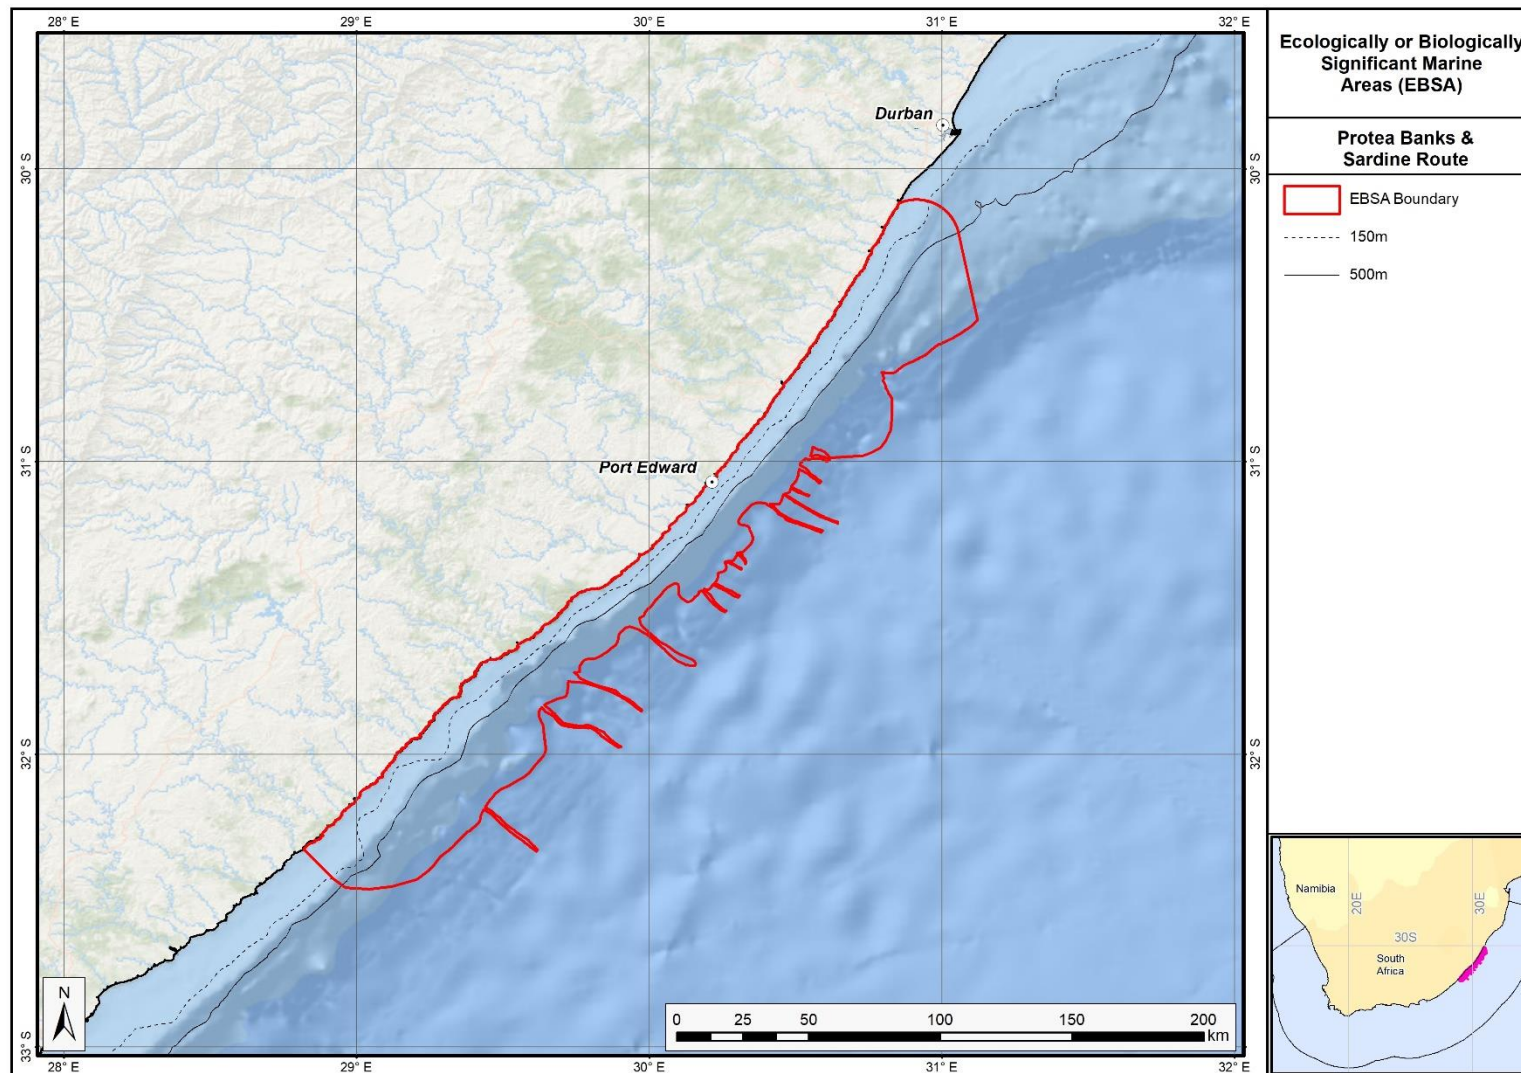 28° E
29° E
30° E
31° E
32° E
Ecologically or Biologically
Significant Marine
Areas (EBSA)
Protea Banks &
Sardine Route
EBSA Boundary
150m
500m
Durban
Port Edward
30° S
31° S
32° S
33° S
30° S
31° S
32° S
33° S
N
0 25 50 100 150 200
km
28° E
29° E
30° E
31° E
32° E
Namibia
20E
30E
30S
South
Africa